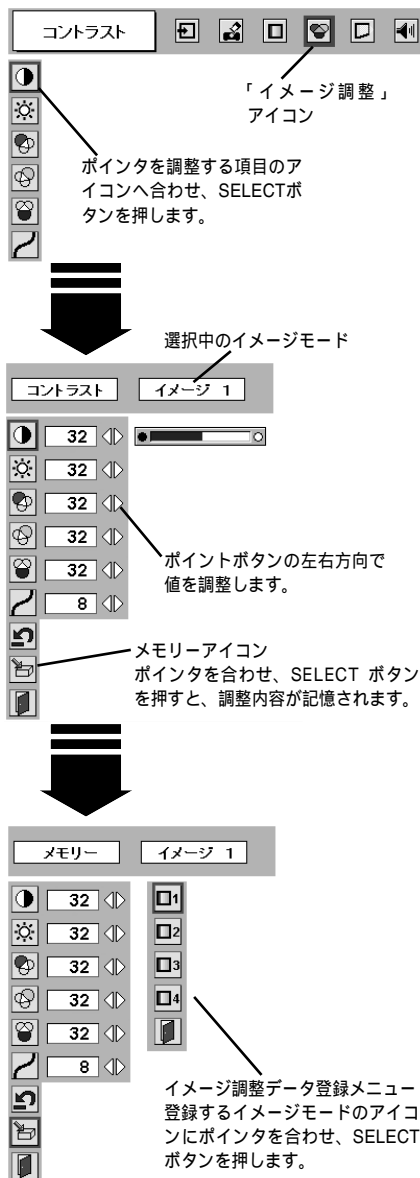 コントラスト
「イメージ調整」
アイコン
ポインタを調整する項目のア
イコンへ合わせ、SELECTボ
タンを押します。
選択中のイメージモード
コントラスト イメージ 1
32
32
32
32
32
8
ポイントボタンの左右方向で
値を調整します。
メモリーアイコン
ポインタを合わせ、SELECT ボタン
を押すと、調整内容が記憶されます。
メモリー イメージ 1
32 1
32 2
32 3
32 4
32
8
イメージ調整データ登録メニュー
登録するイメージモードのアイコ
ンにポインタを合わせ、SELECT
ボタンを押します。